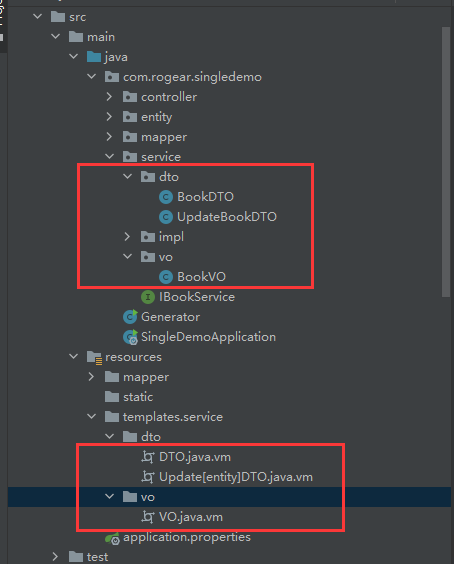 src
main
java
com.rogear.singledemo
controller
entity
mapper
service
dto
BookDTO
UpdateBookDTO
impl
vo
BookVO
IBookService
Generator
SingleDemoApplication
resources
mapper
static
templates.service
dto
DTO.java.vm
Update[entity]DTO.java.vm
vo
VO.java.vm
application.properties
test